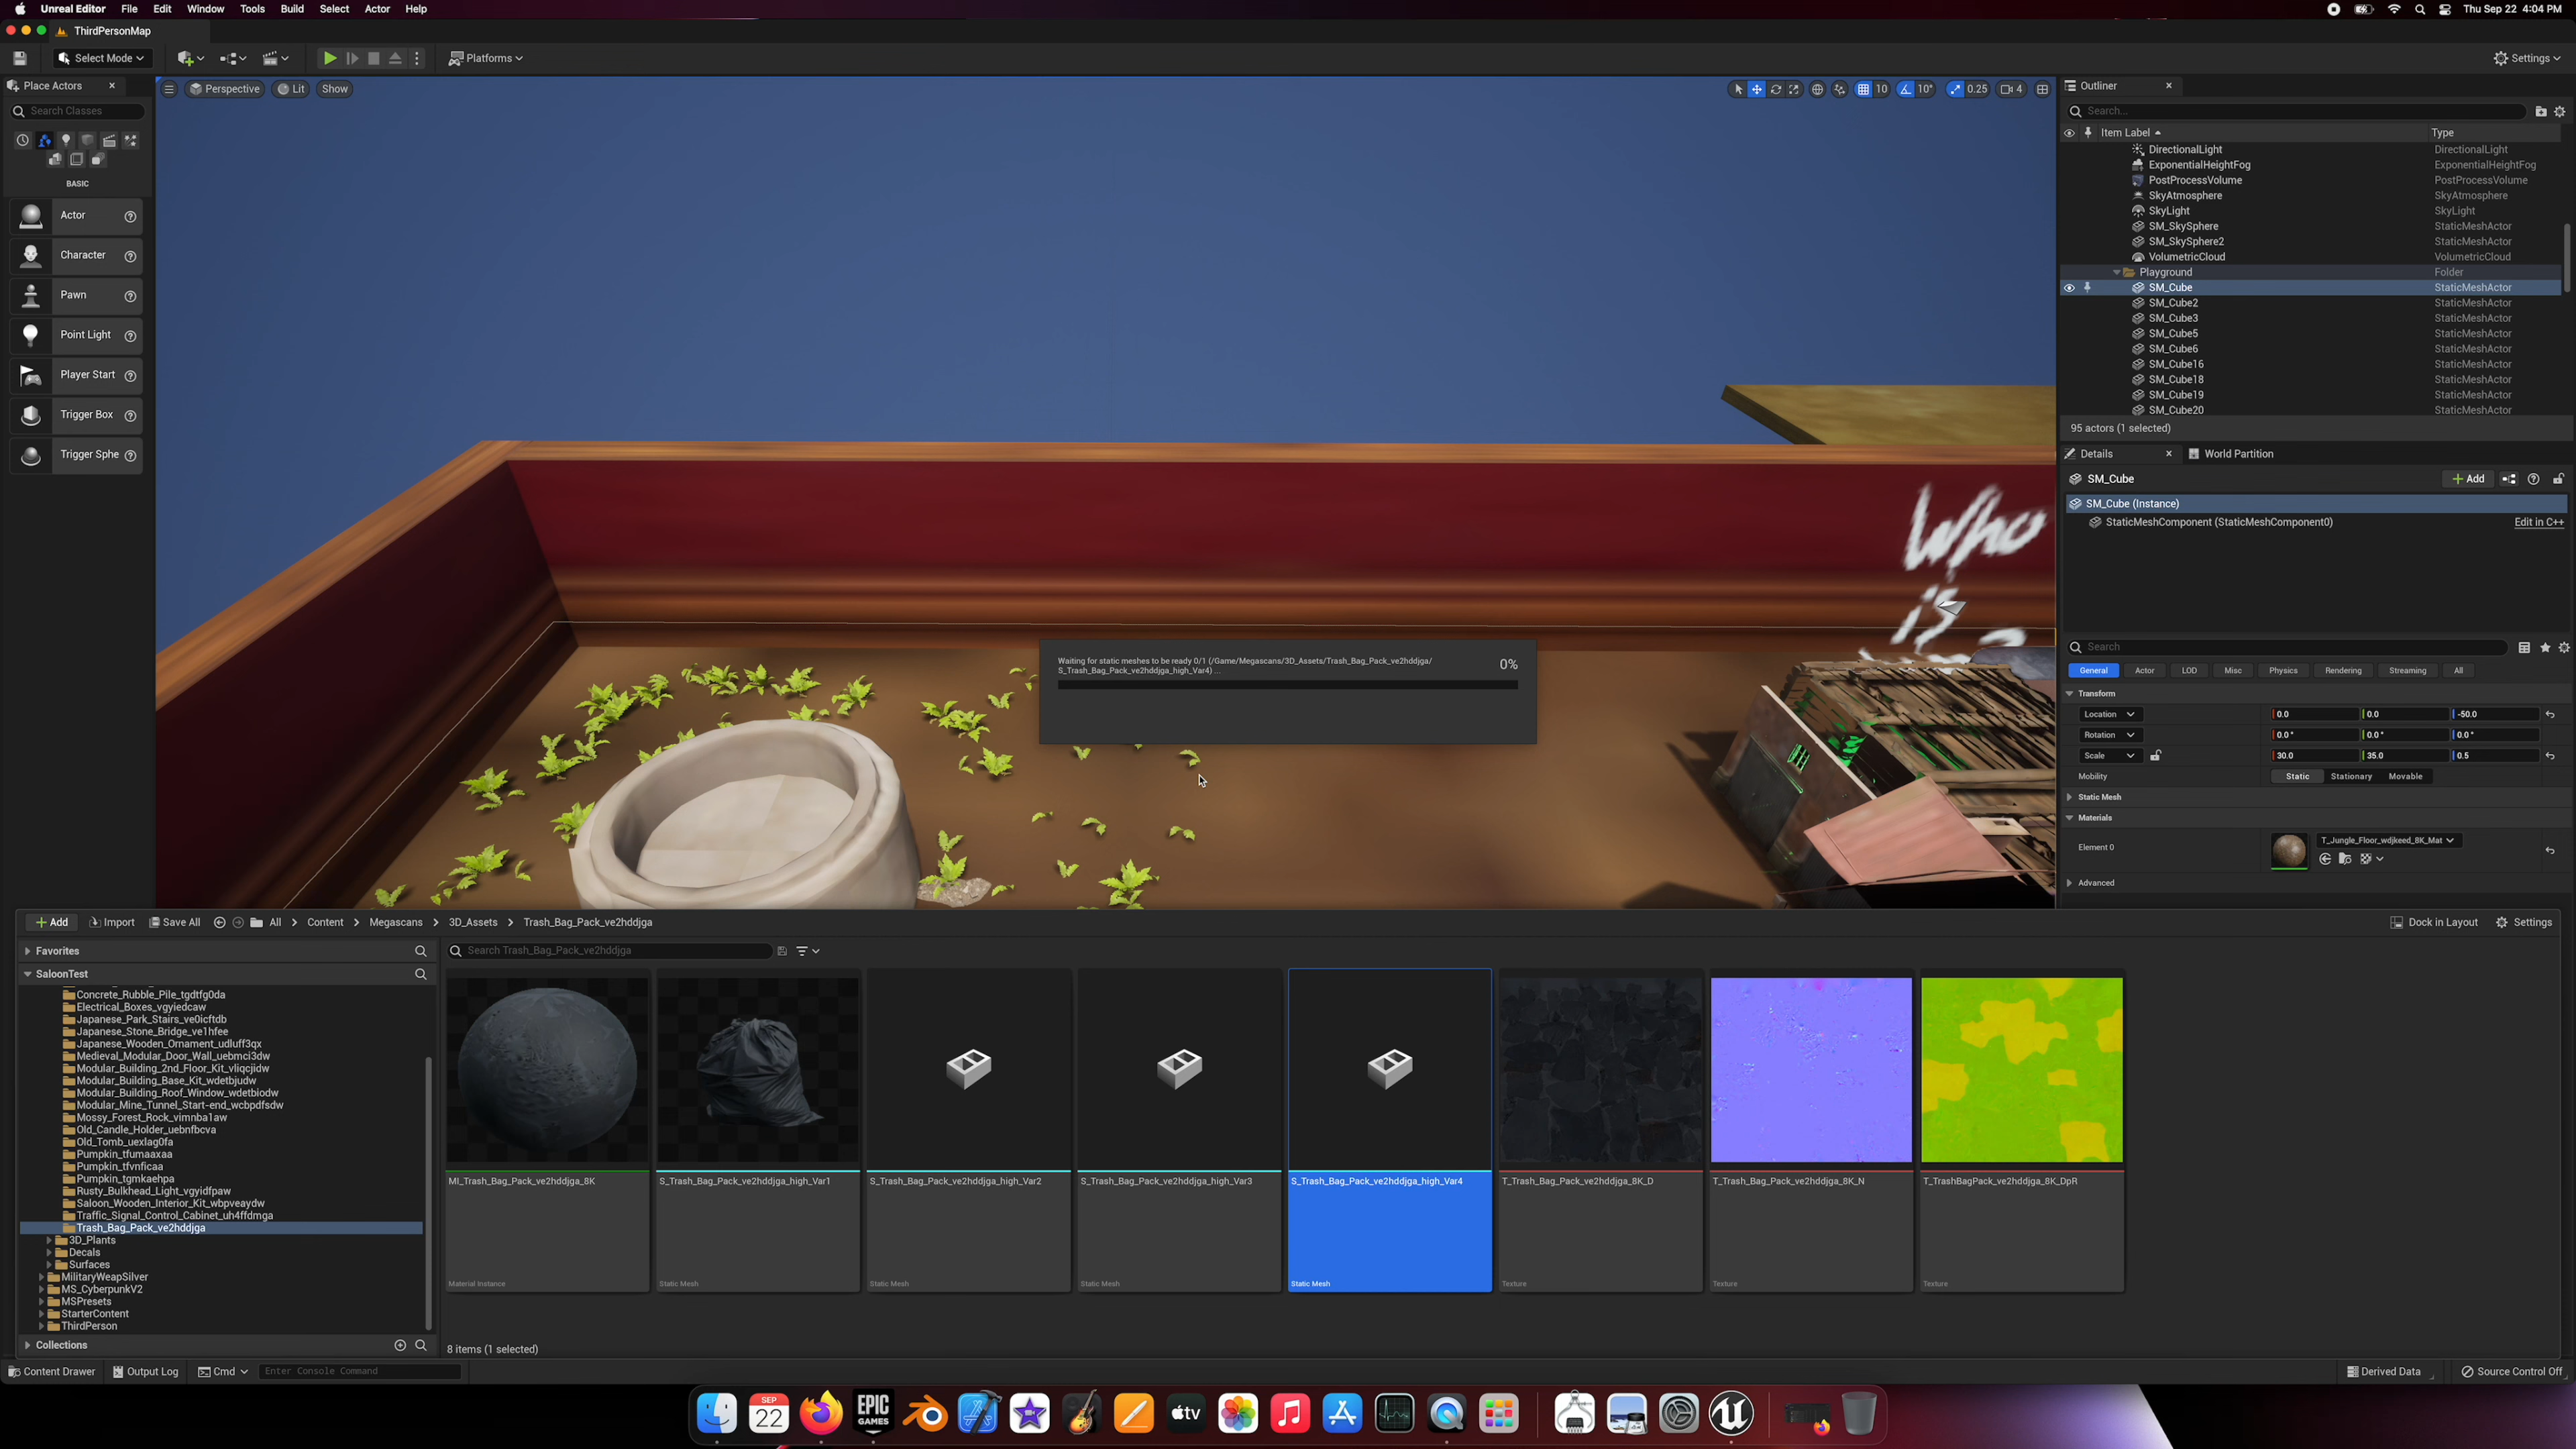 Unreal Editor File Edit Window Tools Build Select Actor Help Thu Sep 22 4:04 PM
ThirdPersonMap
Select Mode Platforms Settings
Place Actors
Search Classes
BASIC
Actor
Character
Pawn
Point Light
Player Start
Trigger Box
Trigger Sphe
Perspective Lit Show 10 10° 0.25 4
Who
is
Waiting for static meshes to be ready 0/1 (/Game/Megascans/3D_Assets/Trash_Bag_Pack_ve2hddjga/
S_Trash_Bag_Pack_ve2hddjga_high_Var4) ...
0%
Outliner
Search...
Item Label Type
DirectionalLight DirectionalLight
ExponentialHeightFog ExponentialHeightFog
PostProcessVolume PostProcessVolume
SkyAtmosphere SkyAtmosphere
SkyLight SkyLight
SM_SkySphere StaticMeshActor
SM_SkySphere2 StaticMeshActor
VolumetricCloud VolumetricCloud
Playground Folder
SM_Cube StaticMeshActor
SM_Cube2 StaticMeshActor
SM_Cube3 StaticMeshActor
SM_Cube5 StaticMeshActor
SM_Cube6 StaticMeshActor
SM_Cube16 StaticMeshActor
SM_Cube18 StaticMeshActor
SM_Cube19 StaticMeshActor
SM_Cube20 StaticMeshActor
95 actors (1 selected)
Details World Partition
SM_Cube Add
SM_Cube (Instance)
StaticMeshComponent (StaticMeshComponent0) Edit in C++
Search
General Actor LOD Misc Physics Rendering Streaming All
Transform
Location 0.0 0.0 -50.0
Rotation 0.0° 0.0° 0.0°
Scale 30.0 35.0 0.5
Mobility Static Stationary Movable
Static Mesh
Materials
Element 0 T_Jungle_Floor_wdjkeed_8K_Mat
Advanced
Add Import Save All All Content Megascans 3D_Assets Trash_Bag_Pack_ve2hddjga Dock in Layout Settings
Favorites
SaloonTest
Concrete_Rubble_Pile_tgdtfg0da
Electrical_Boxes_vgyiedcaw
Japanese_Park_Stairs_ve0icftdb
Japanese_Stone_Bridge_ve1hfee
Japanese_Wooden_Ornament_udluff3qx
Medieval_Modular_Door_Wall_uebmci3dw
Modular_Building_2nd_Floor_Kit_vliqcjidw
Modular_Building_Base_Kit_wdetbjudw
Modular_Building_Roof_Window_wdetbiodw
Modular_Mine_Tunnel_Start-end_wcbpdfsdw
Mossy_Forest_Rock_vimnba1aw
Old_Candle_Holder_uebnfbcva
Old_Tomb_uexlag0fa
Pumpkin_tfumaaxaa
Pumpkin_tfvnficaa
Pumpkin_tgmkaehpa
Rusty_Bulkhead_Light_vgyidfpaw
Saloon_Wooden_Interior_Kit_wbpveaydw
Traffic_Signal_Control_Cabinet_uh4ffdmga
Trash_Bag_Pack_ve2hddjga
3D_Plants
Decals
Surfaces
MilitaryWeapSilver
MS_CyberpunkV2
MSPresets
StarterContent
ThirdPerson
Collections
Search Trash_Bag_Pack_ve2hddjga
MI_Trash_Bag_Pack_ve2hddjga_8K
Material Instance
S_Trash_Bag_Pack_ve2hddjga_high_Var1
Static Mesh
S_Trash_Bag_Pack_ve2hddjga_high_Var2
Static Mesh
S_Trash_Bag_Pack_ve2hddjga_high_Var3
Static Mesh
S_Trash_Bag_Pack_ve2hddjga_high_Var4
Static Mesh
T_Trash_Bag_Pack_ve2hddjga_8K_D
Texture
T_Trash_Bag_Pack_ve2hddjga_8K_N
Texture
T_TrashBagPack_ve2hddjga_8K_DpR
Texture
8 items (1 selected)
Content Drawer Output Log Cmd Enter Console Command Derived Data Source Control Off
SEP
22
EPIC
GAMES
tv